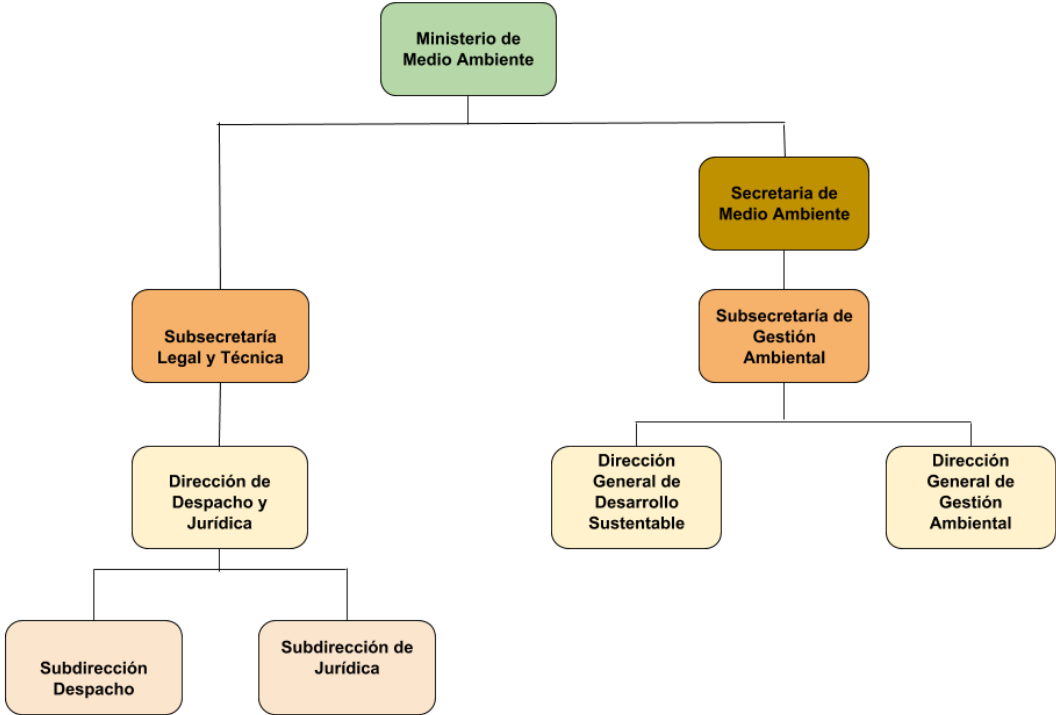 Ministerio de
Medio Ambiente
Secretaria de
Medio Ambiente
Subsecretaría
Legal y Técnica
Subsecretaría de
Gestión
Ambiental
Dirección de
Despacho y
Jurídica
Dirección
General de
Desarrollo
Sustentable
Dirección
General de
Gestión
Ambiental
Subdirección
Despacho
Subdirección de
Jurídica